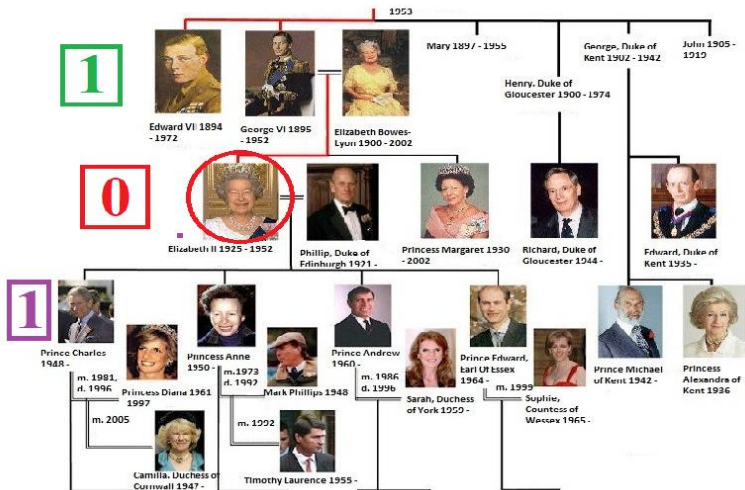 1953
1
Edward VII 1894
- 1972
George VI 1895
- 1952
Elizabeth Bowes-
Lyon 1900 - 2002
Mary 1897 - 1955
Henry. Duke of
Gloucester 1900 -
1974
George, Duke of
Kent 1902 -
1942
John 1905 -
1919
0
Elizabeth II 1925 - 1952
Phillip, Duke of
Edinburgh 1921 -
Princess Margaret 1930
- 2002
Richard, Duke of
Gloucester 1944 -
Edward, Duke of
Kent 1935 -
1
Prince Charles
1948 -
m. 1981,
d. 1996
Princess Diana 1961
1997
m. 2005
Camilla. Duchess of
Cornwall 1947 -
Princess Anne
1950 -
m.1973
d. 1992
Mark Phillips 1948
m. 1992
Timothy Laurence 1955 -
Prince Andrew
1960 -
m. 1986
d. 1996
Sarah, Duchess
of York 1959 -
Prince Edward,
Earl Of Essex
1964 -
m. 1999
Sophie,
Countess of
Wessex 1965 -
Prince Michael
of Kent 1942 -
Princess
Alexandra of
Kent 1936